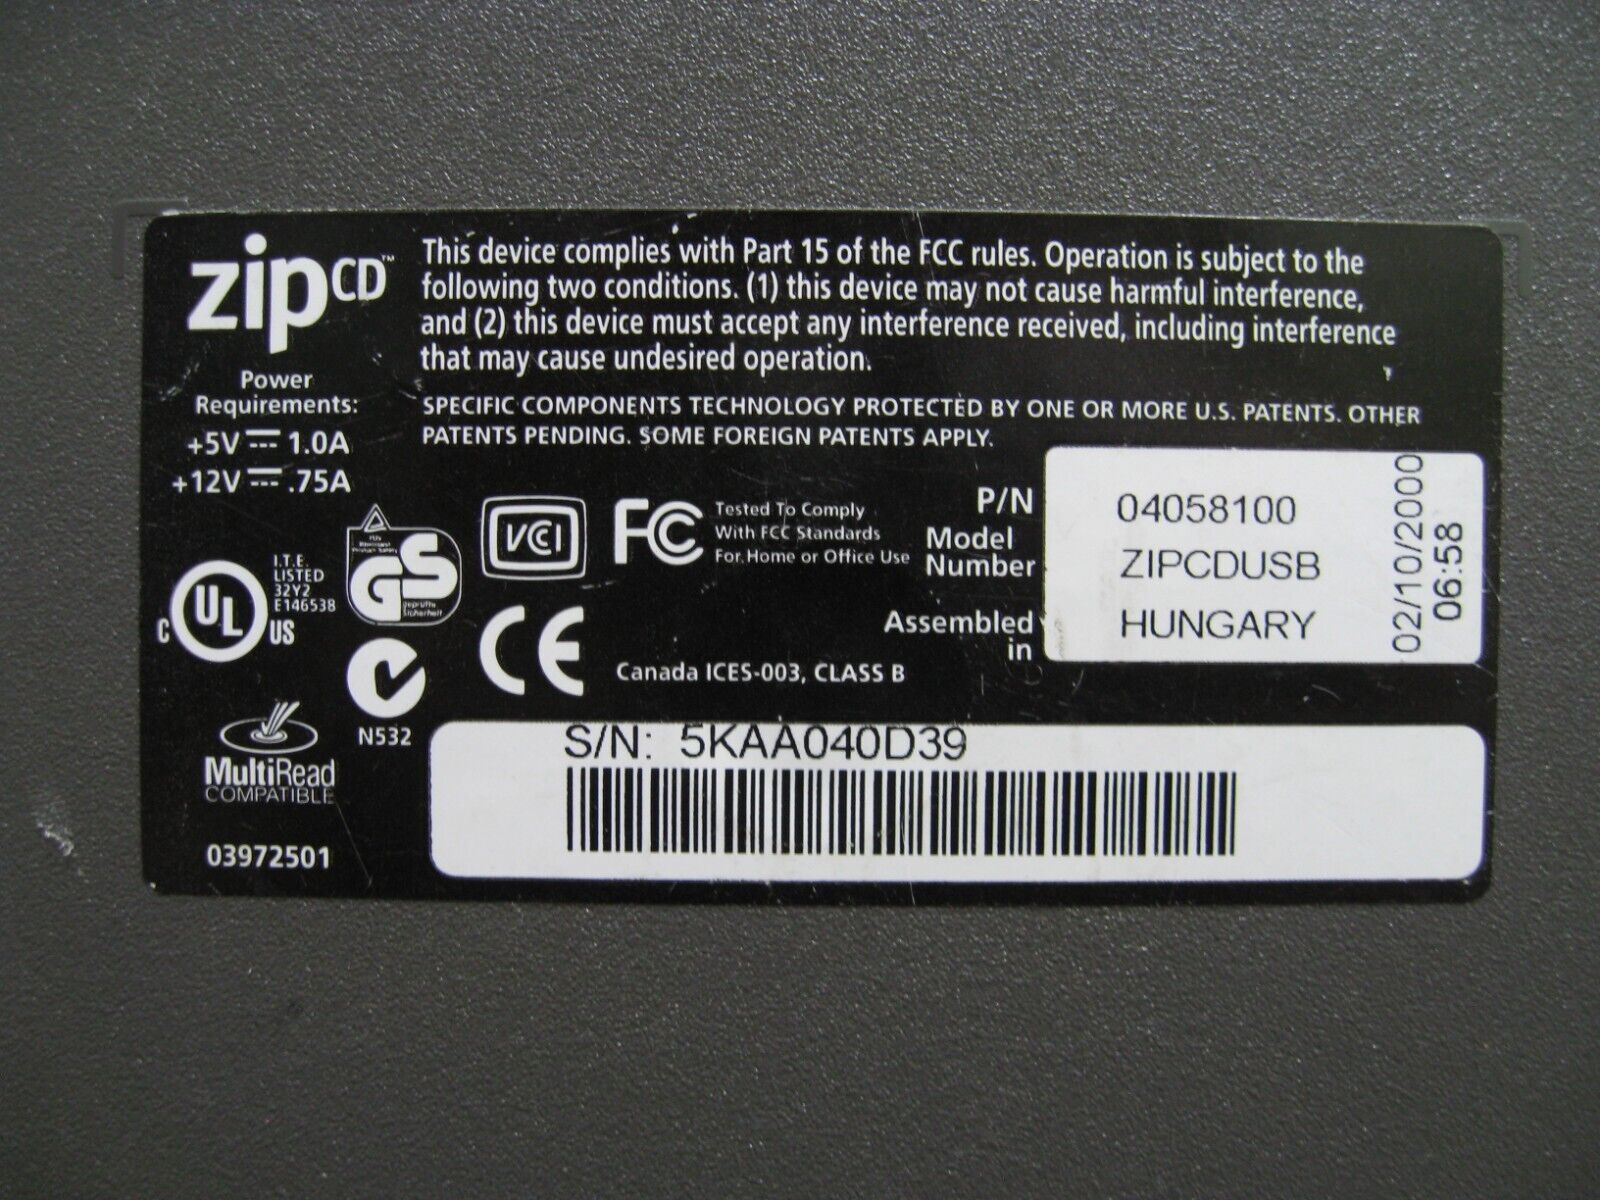 zip CD™
This device complies with Part 15 of the FCC rules. Operation is subject to the
following two conditions. (1) this device may not cause harmful interference,
and (2) this device must accept any interference received, including interference
that may cause undesired operation.
Power
Requirements:
+5V 1.0A
+12V .75A
SPECIFIC COMPONENTS TECHNOLOGY PROTECTED BY ONE OR MORE U.S. PATENTS. OTHER
PATENTS PENDING. SOME FOREIGN PATENTS APPLY.
C UL US
I.T.E.
LISTED
32Y2
E146538
GS
geprüfte
Sicherheit
VCI
FC
Tested To Comply
With FCC Standards
For Home or Office Use
CE
N532
Canada ICES-003, CLASS B
P/N 04058100
Model
Number ZIPCDUSB
Assembled
in HUNGARY
02/10/2000
06:58
MultiRead
COMPATIBLE
03972501
S/N: 5KAA040D39